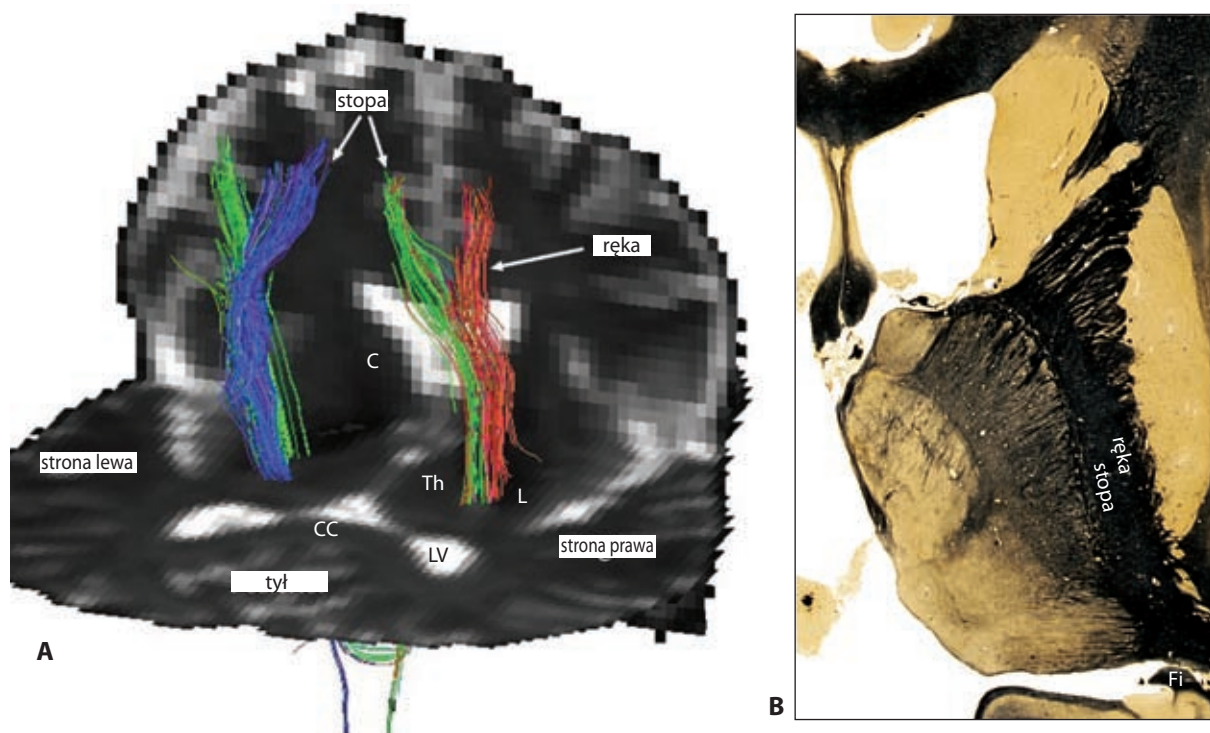 stopa
ręka
C
strona lewa
Th
L
CC
strona prawa
LV
tył
A
ręka
stopa
Fi
B